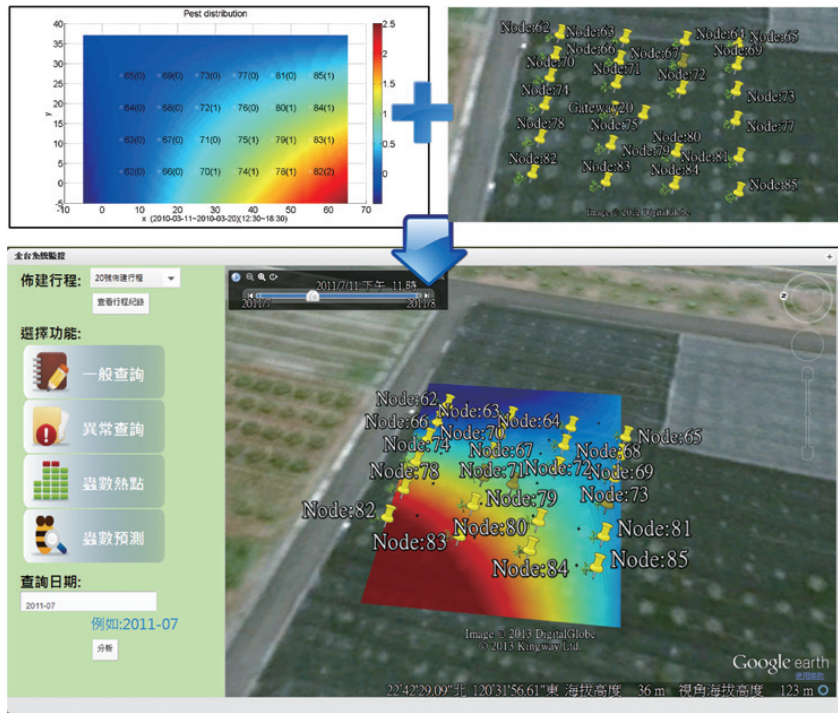 Pest distribution
40
35
30
25
20
15
10
5
0
-5
y
65(0) 69(0) 73(0) 77(0) 81(0) 85(1)
64(0) 68(0) 72(1) 76(0) 80(1) 84(1)
63(0) 67(0) 71(0) 75(1) 79(1) 83(1)
62(0) 66(0) 70(1) 74(1) 78(1) 82(2)
-10 0 10 20 30 40 50 60 70
x (2010-03-11~2010-03-20)(12:30~18:30)
2.5
2
1.5
1
0.5
0
Node:62 Node:63 Node:64 Node:65
Node:66 Node:67 Node:69
Node:70 Node:71 Node:72
Node:74 Node:73
Gateway20
Node:78 Node:75 Node:77
Node:80
Node:82 Node:79 Node:81
Node:83 Node:84 Node:85
Image © 2012 DigitalGlobe
全台系統監控
佈建行程: 20號佈建行程
查看行程紀錄
選擇功能:
一般查詢
異常查詢
蟲數熱點
蟲數預測
查詢日期:
2011-07
例如:2011-07
分析
2011/7/11 下午 11 時
2011/7 2011/8
Node:62 Node:63 Node:64 Node:65
Node:66 Node:70 Node:67 Node:68
Node:74 Node:71 Node:72 Node:69
Node:78 Node:73
Node:82 Node:79
Node:83 Node:80 Node:81
Node:84 Node:85
Image © 2013 DigitalGlobe
© 2013 Kingway Ltd.
Google earth
使用條款
22°42'29.09"北 120°31'56.61"東 海拔高度 36 m 視角海拔高度 123 m